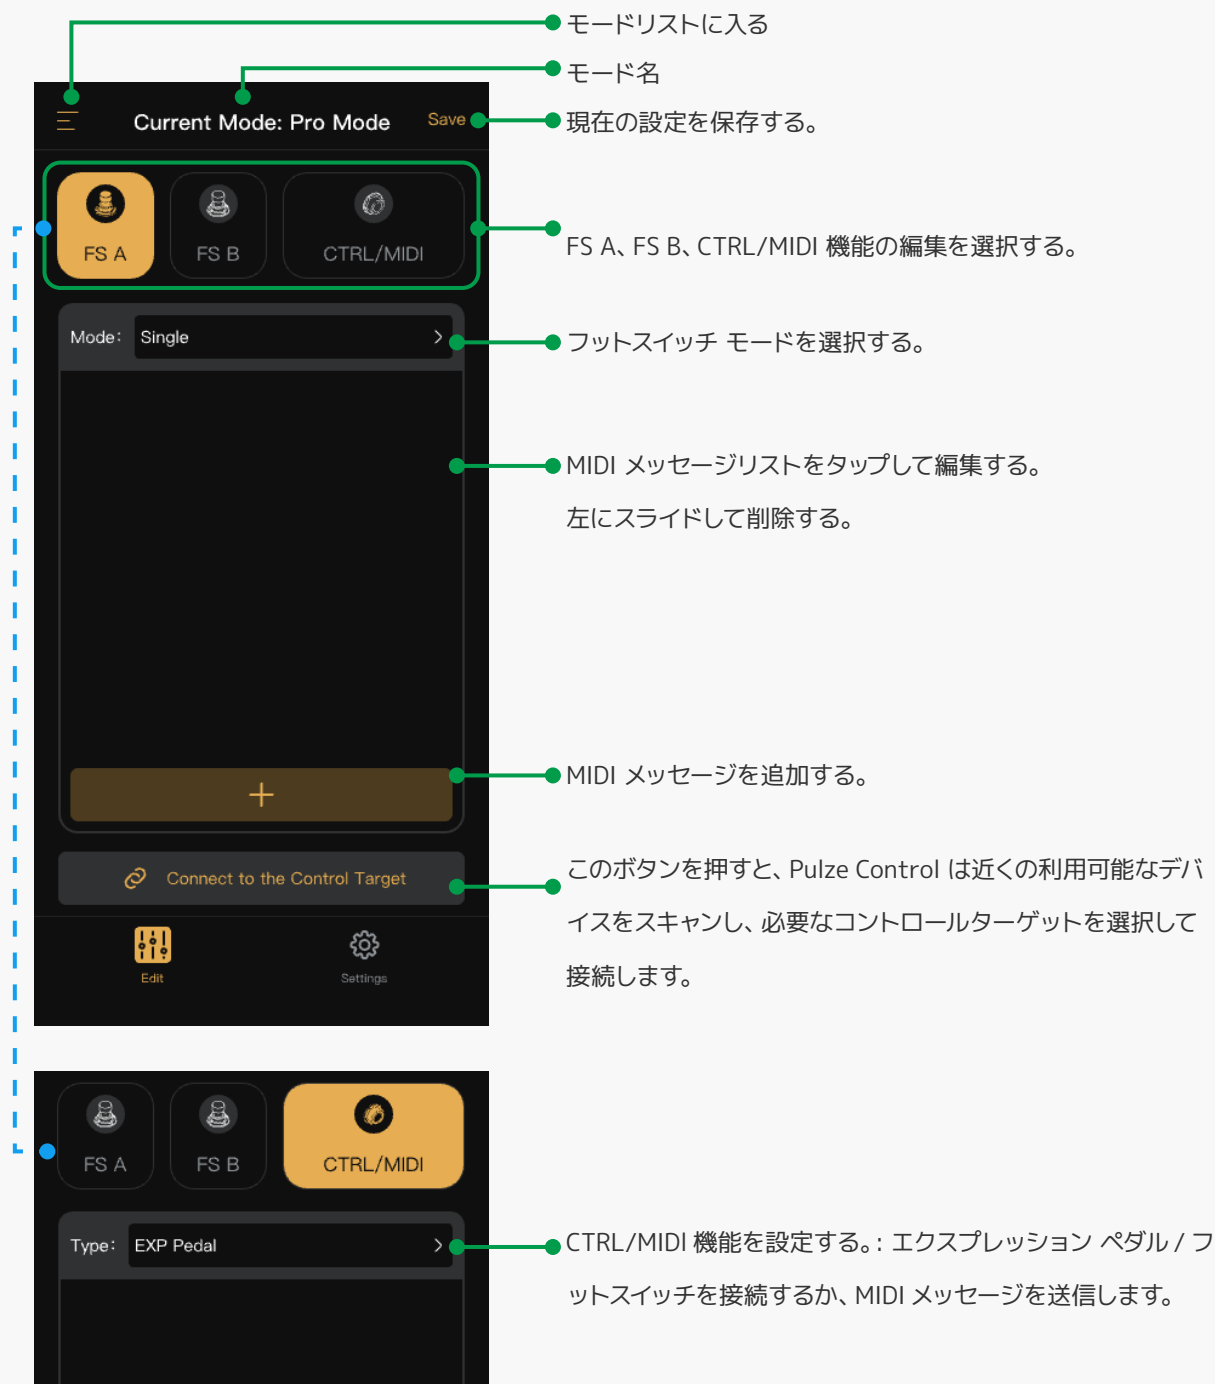 モードリストに入る
モード名
Current Mode: Pro Mode
Save
現在の設定を保存する。
FS A
FS B
CTRL/MIDI
FS A、FS B、CTRL/MIDI 機能の編集を選択する。
Mode:
Single
フットスイッチ モードを選択する。
MIDI メッセージリストをタップして編集する。
左にスライドして削除する。
MIDI メッセージを追加する。
Connect to the Control Target
このボタンを押すと、Pulze Control は近くの利用可能なデバ
イスをスキャンし、必要なコントロールターゲットを選択して
接続します。
Edit
Settings
FS A
FS B
CTRL/MIDI
Type:
EXP Pedal
CTRL/MIDI 機能を設定する。: エクスプレッション ペダル / フ
ットスイッチを接続するか、MIDI メッセージを送信します。